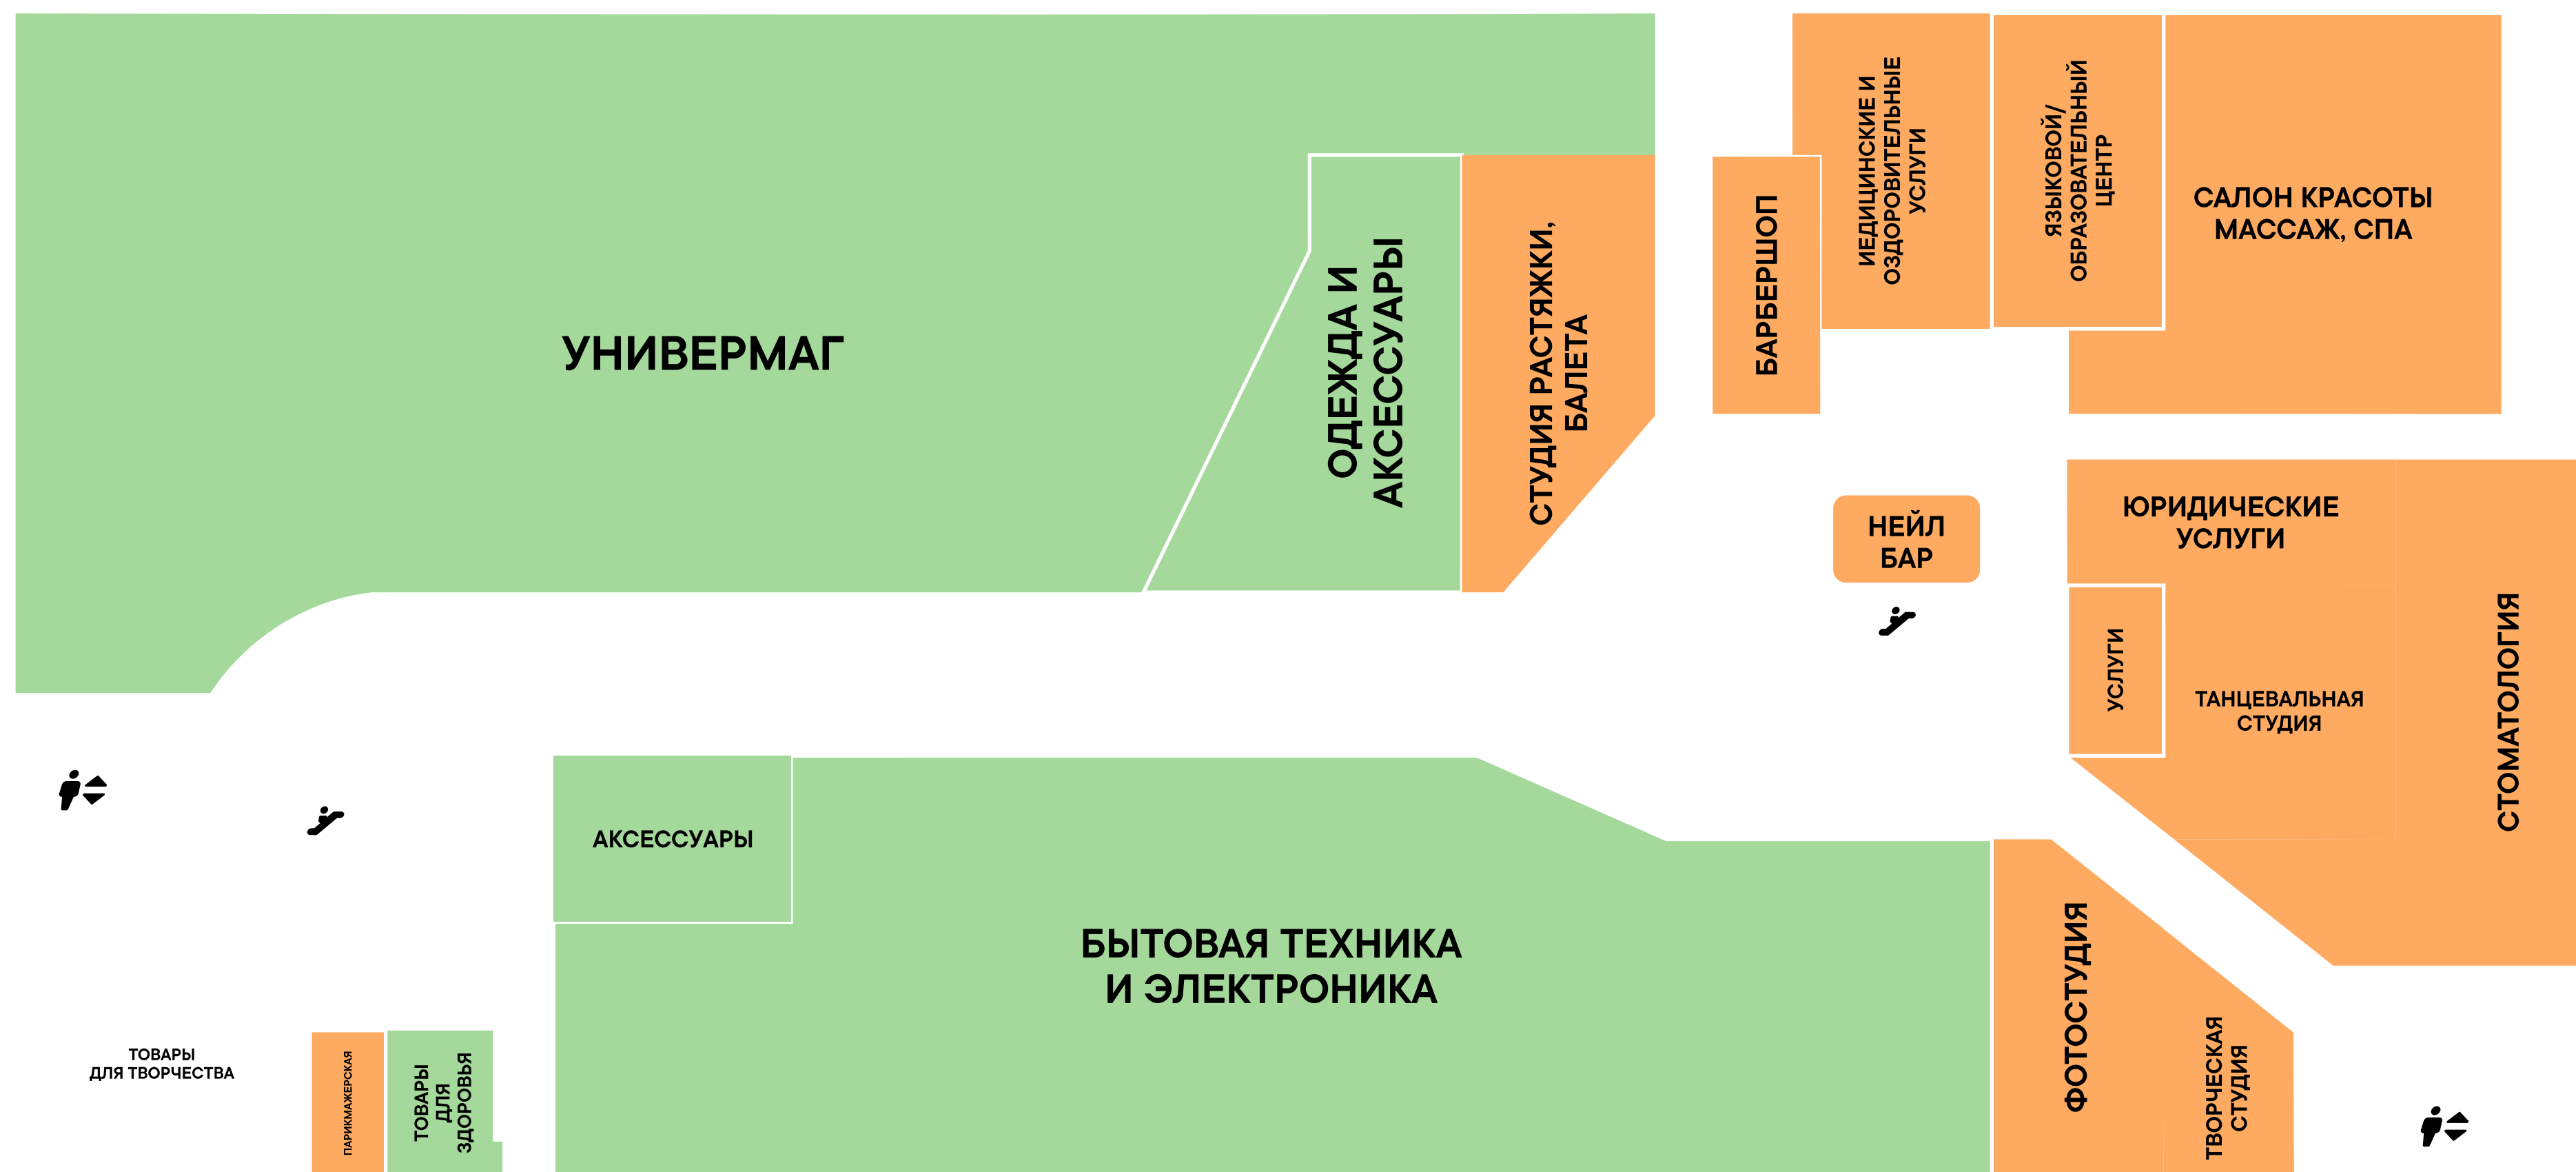 УНИВЕРМАГ
ОДЕЖДА И
АКСЕССУАРЫ
СТУДИЯ РАСТЯЖКИ,
БАЛЕТА
БАРБЕРШОП
ИЕДИЦИНСКИЕ И
ОЗДОРОВИТЕЛЬНЫЕ
УСЛУГИ
ЯЗЫКОВОЙ/
ОБРАЗОВАТЕЛЬНЫЙ
ЦЕНТР
САЛОН КРАСОТЫ
МАССАЖ, СПА
НЕЙЛ
БАР
ЮРИДИЧЕСКИЕ
УСЛУГИ
УСЛУГИ
ТАНЦЕВАЛЬНАЯ
СТУДИЯ
СТОМАТОЛОГИЯ
АКСЕССУАРЫ
БЫТОВАЯ ТЕХНИКА
И ЭЛЕКТРОНИКА
ФОТОСТУДИЯ
ТВОРЧЕСКАЯ
СТУДИЯ
ТОВАРЫ
ДЛЯ ТВОРЧЕСТВА
ПАРИКМАЖЕРСКАЯ
ТОВАРЫ
ДЛЯ
ЗДОРОВЬЯ